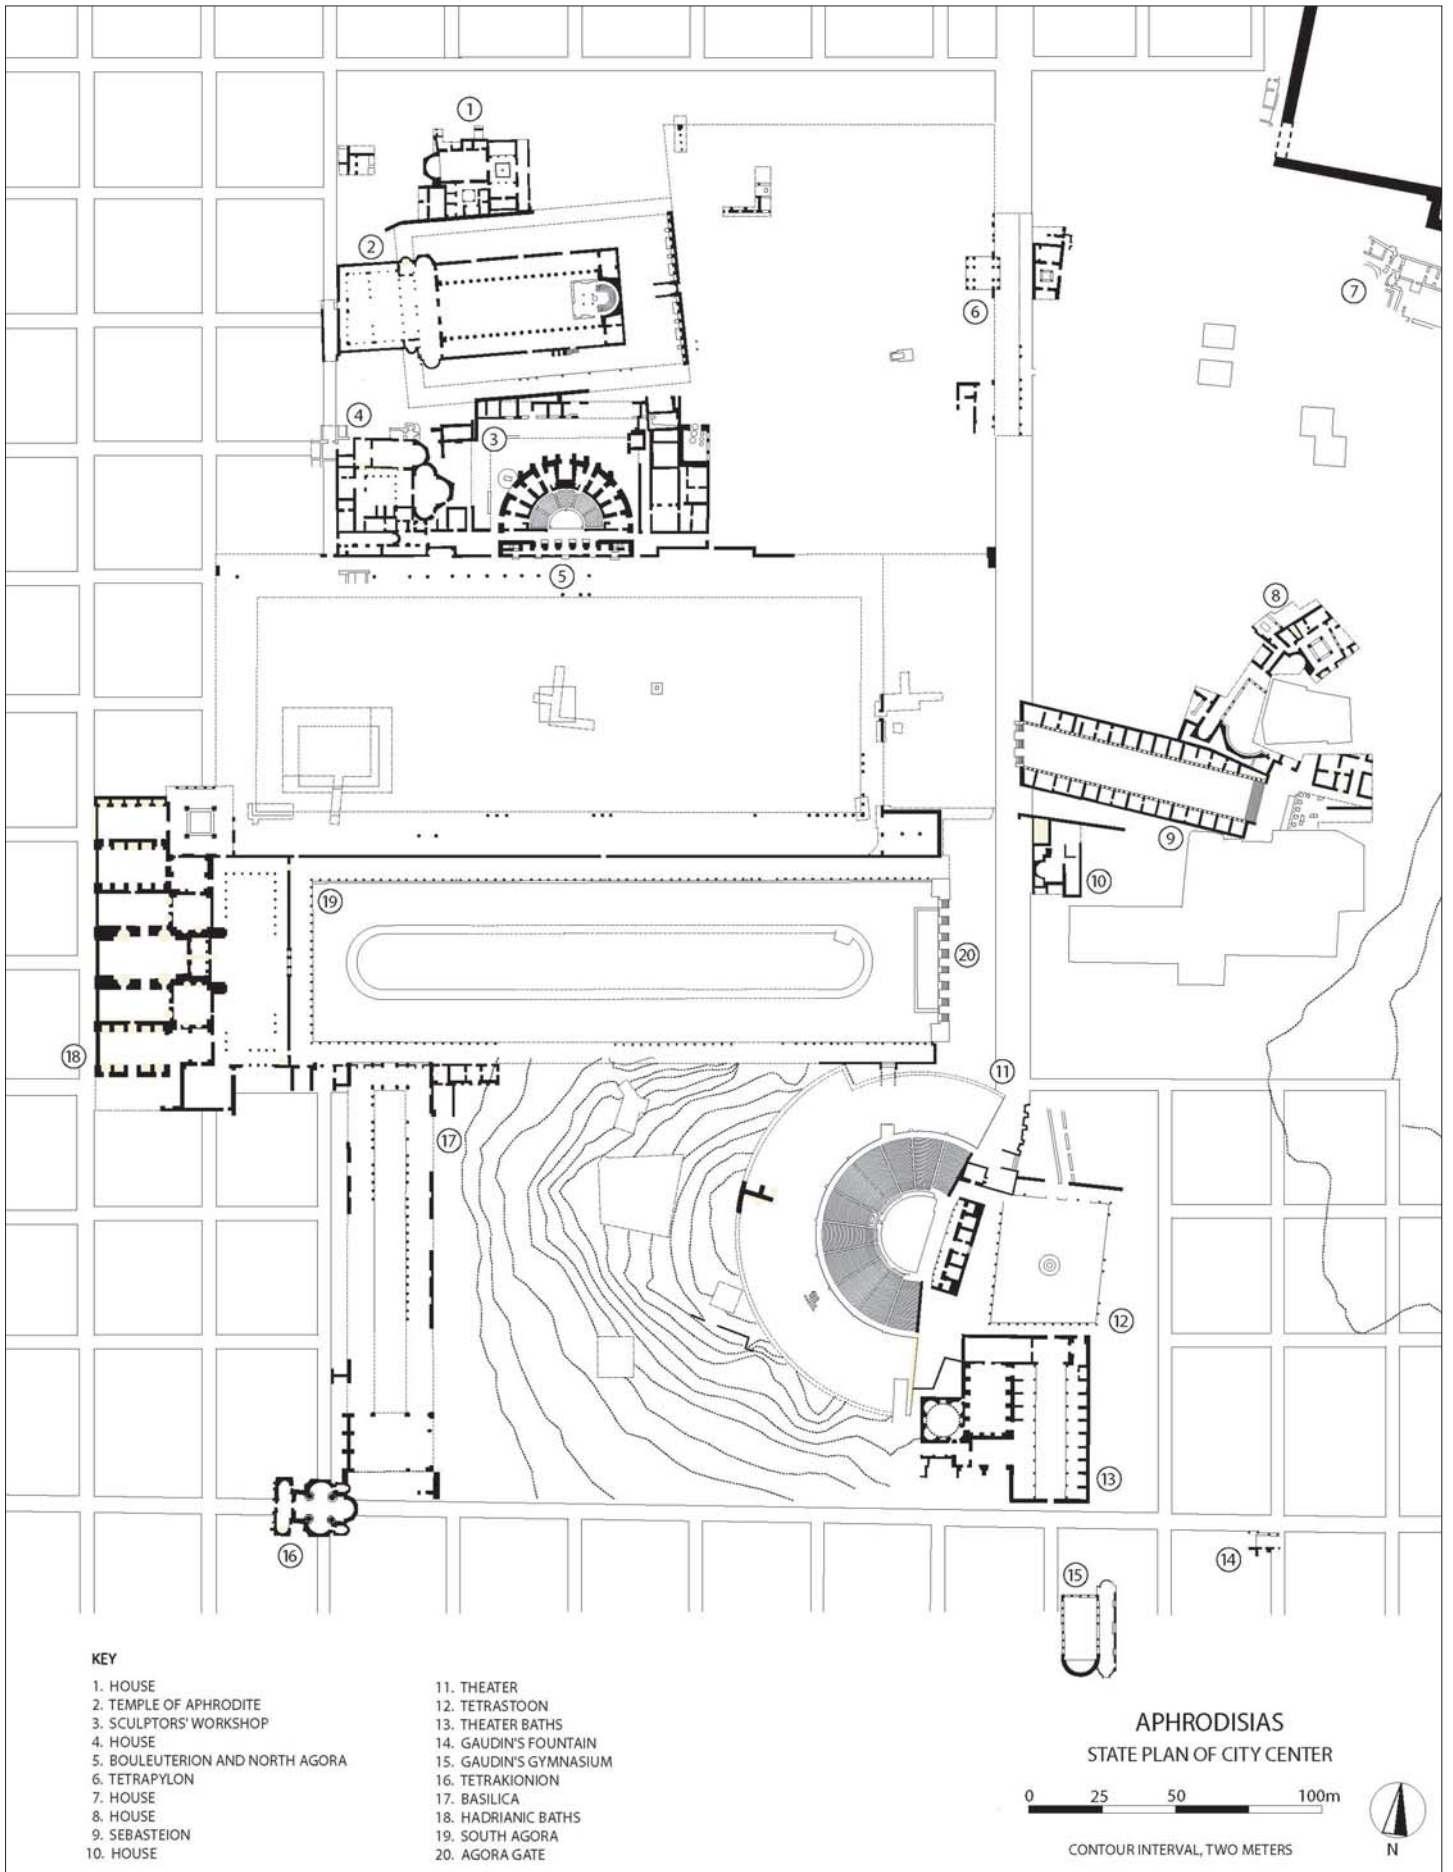 1
2
3
4
5
6
7
8
9
10
11
12
13
14
15
16
17
18
19
20
KEY
1. HOUSE
2. TEMPLE OF APHRODITE
3. SCULPTORS' WORKSHOP
4. HOUSE
5. BOULEUTERION AND NORTH AGORA
6. TETRAPYLON
7. HOUSE
8. HOUSE
9. SEBASTEION
10. HOUSE
11. THEATER
12. TETRASTOON
13. THEATER BATHS
14. GAUDIN'S FOUNTAIN
15. GAUDIN'S GYMNASIUM
16. TETRAKIONION
17. BASILICA
18. HADRIANIC BATHS
19. SOUTH AGORA
20. AGORA GATE
APHRODISIAS
STATE PLAN OF CITY CENTER
0 25 50 100m
CONTOUR INTERVAL, TWO METERS
N